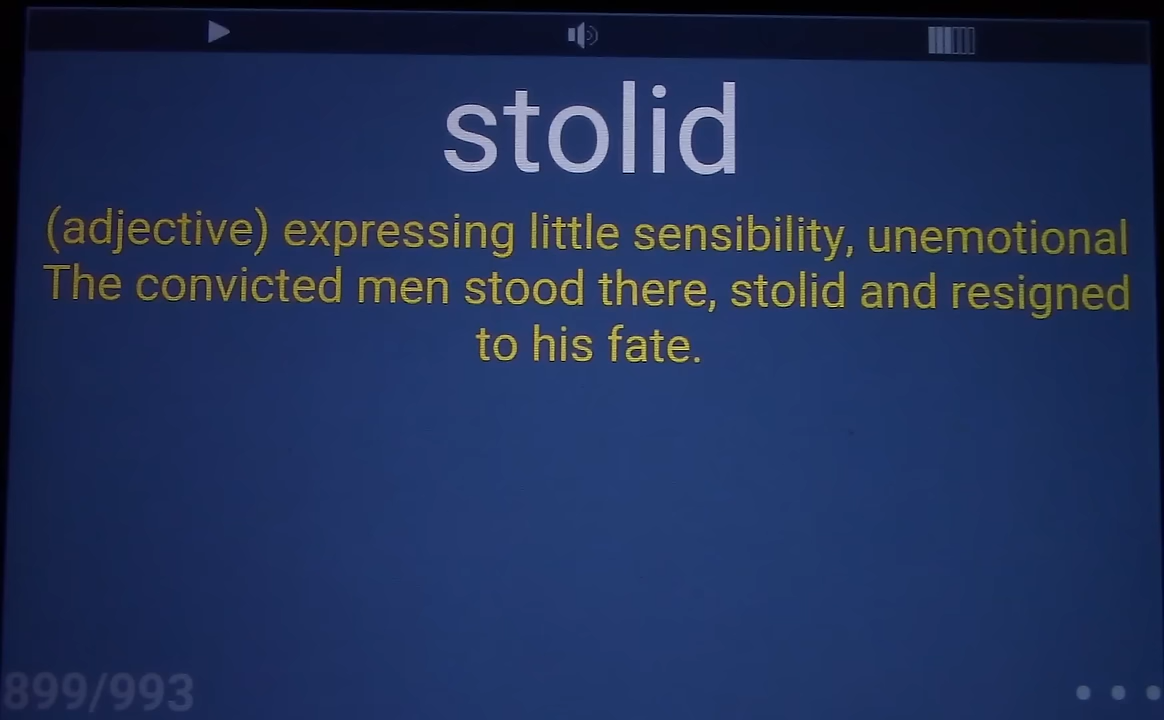 stolid
(adjective) expressing little sensibility, unemotional
The convicted men stood there, stolid and resigned
to his fate.
899/993